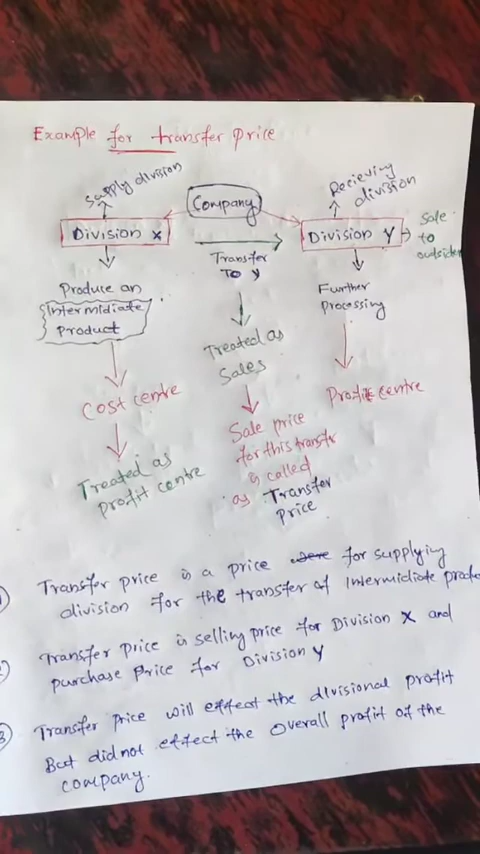 Example for transfer price
Supply division
Company
Recieving division
Division X
Division Y
Sale to outsider
Transfer To Y
Produce an
Intermidiate
Product
Further
Processing
Treated as
Sales
Cost centre
Profit centre
Sale price
for this transfr
is called
as Transfer
Price
Treated as
profit centre
Transfer price is a price for supplying
division for the transfer of Intermidiate
2) Transfer price is selling price for Division X and
purchase price for Division Y
3 Transfer price will effect the divisional profit
But did not effect the overall profit of the
company.